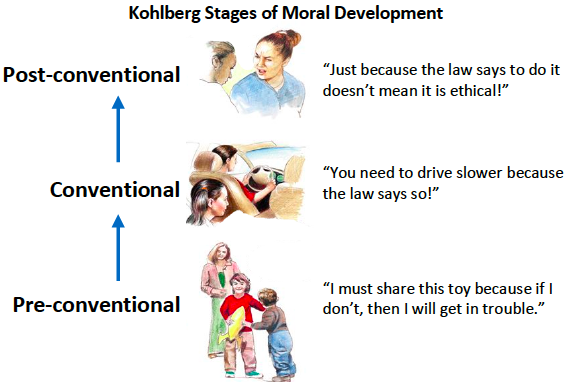 Kohlberg Stages of Moral Development
Post-conventional
“Just because the law says to do it
doesn’t mean it is ethical!”
Conventional
“You need to drive slower because
the law says so!”
Pre-conventional
“I must share this toy because if I
don’t, then I will get in trouble.”